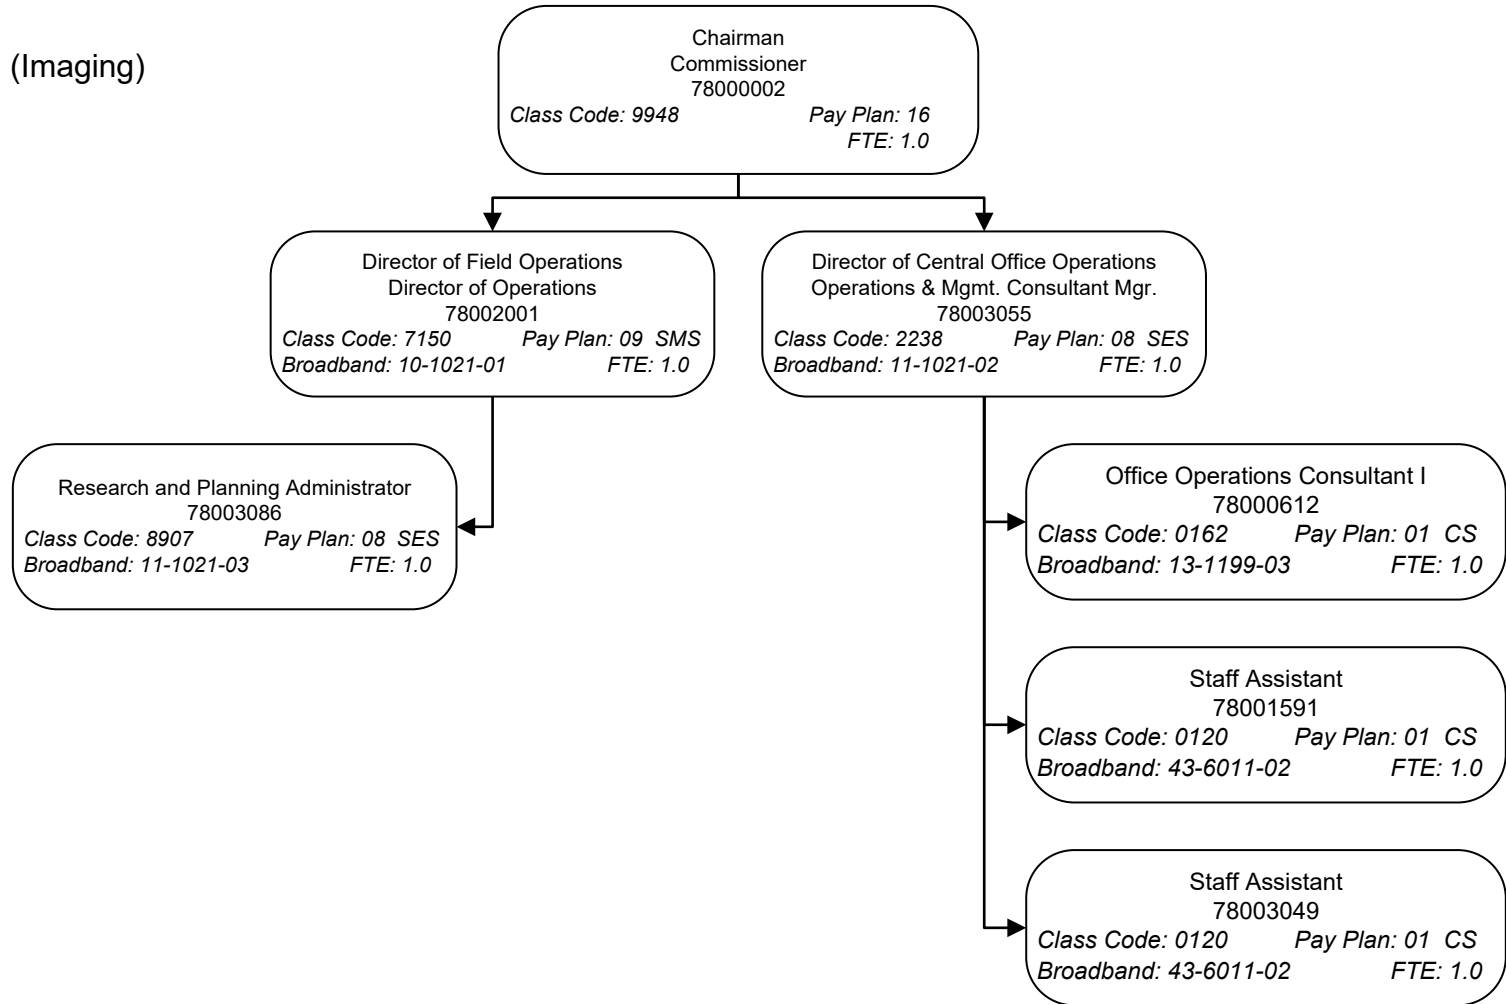 (Imaging)
Chairman
Commissioner
78000002
Class Code: 9948 Pay Plan: 16
FTE: 1.0
Director of Field Operations
Director of Operations
78002001
Class Code: 7150 Pay Plan: 09 SMS
Broadband: 10-1021-01 FTE: 1.0
Director of Central Office Operations
Operations & Mgmt. Consultant Mgr.
78003055
Class Code: 2238 Pay Plan: 08 SES
Broadband: 11-1021-02 FTE: 1.0
Research and Planning Administrator
78003086
Class Code: 8907 Pay Plan: 08 SES
Broadband: 11-1021-03 FTE: 1.0
Office Operations Consultant I
78000612
Class Code: 0162 Pay Plan: 01 CS
Broadband: 13-1199-03 FTE: 1.0
Staff Assistant
78001591
Class Code: 0120 Pay Plan: 01 CS
Broadband: 43-6011-02 FTE: 1.0
Staff Assistant
78003049
Class Code: 0120 Pay Plan: 01 CS
Broadband: 43-6011-02 FTE: 1.0